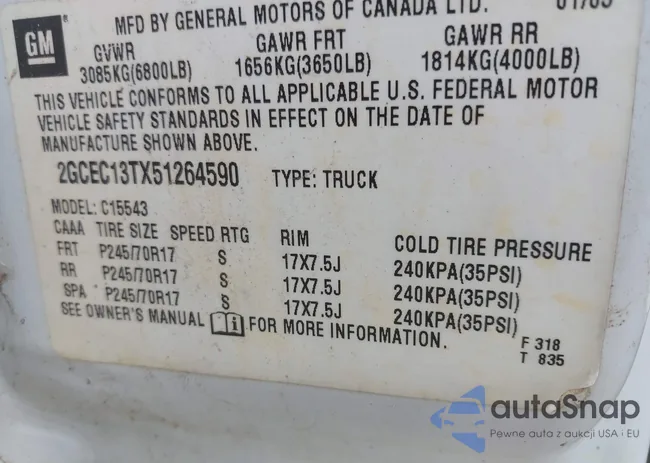 GM
MFD BY GENERAL MOTORS OF CANADA LTD. 01/05
GVWR GAWR FRT GAWR RR
3085KG(6800LB) 1656KG(3650LB) 1814KG(4000LB)
THIS VEHICLE CONFORMS TO ALL APPLICABLE U.S. FEDERAL MOTOR
VEHICLE SAFETY STANDARDS IN EFFECT ON THE DATE OF
MANUFACTURE SHOWN ABOVE.
2GCEC13TX51264590 TYPE: TRUCK
MODEL: C15543
CAAA TIRE SIZE SPEED RTG RIM COLD TIRE PRESSURE
FRT P245/70R17 S 17X7.5J 240KPA(35PSI)
RR P245/70R17 S 17X7.5J 240KPA(35PSI)
SPA P245/70R17 S 17X7.5J 240KPA(35PSI)
SEE OWNER'S MANUAL i FOR MORE INFORMATION.
F 318
T 835
autaSnap
Pewne auta z aukcji USA i EU